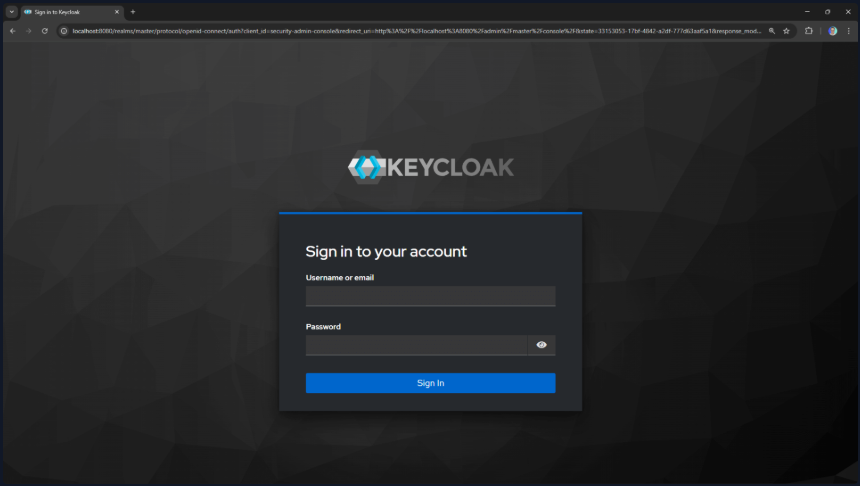 Sign in to Keycloak
localhost:8080/realms/master/protocol/openid-connect/auth?client_id=security-admin-console&redirect_uri=http%3A%2F%2Flocalhost%3A8080%2Fadmin%2Fmaster%2Fconsole%2F&state=33153053-17bf-4842-a2df-777d63aaf5a1&response_mod...
KEYCLOAK
Sign in to your account
Username or email
Password
Sign In